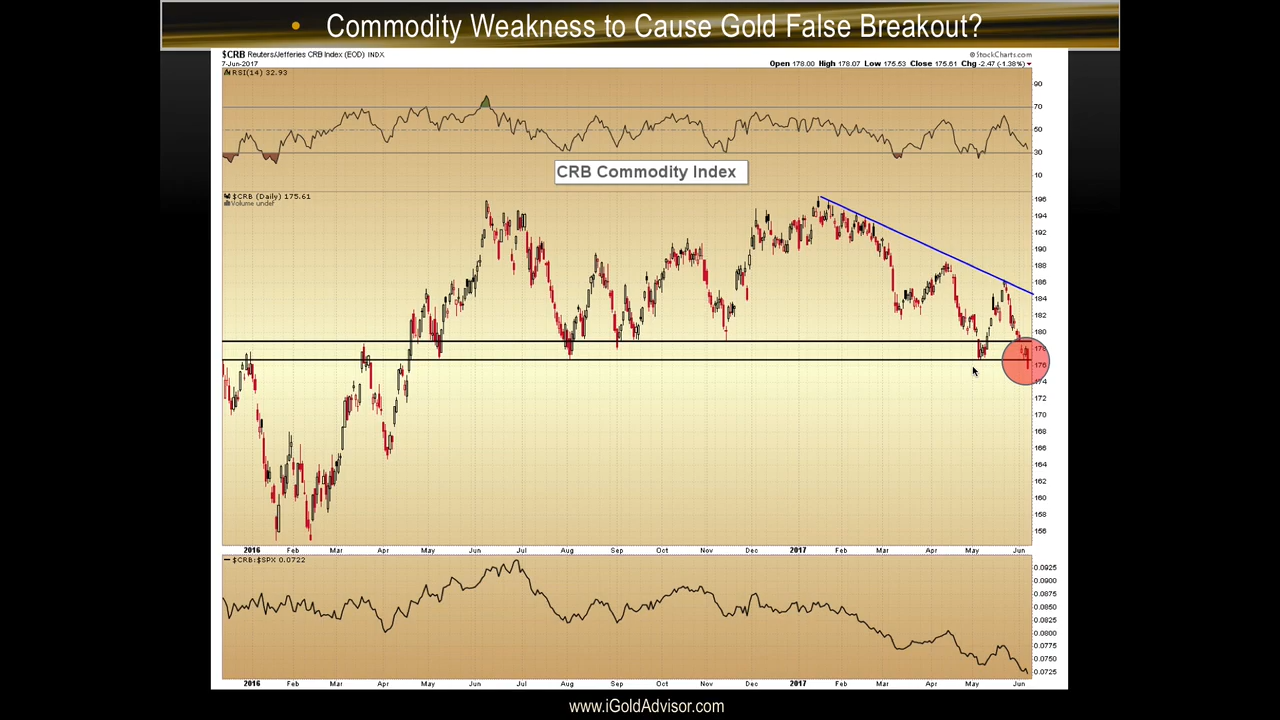 • Commodity Weakness to Cause Gold False Breakout?
$CRB Reuters/Jefferies CRB Index (EOD) INDX
© StockCharts.com
7-Jun-2017
Open 178.00 High 178.07 Low 175.53 Close 175.61 Chg -2.47 (-1.38%)
RSI(14) 32.93
90
70
50
30
10
CRB Commodity Index
$CRB (Daily) 175.61
Volume undef
196
194
192
190
188
186
184
182
180
178
176
174
172
170
168
166
164
162
160
158
156
2016 Feb Mar Apr May Jun Jul Aug Sep Oct Nov Dec 2017 Feb Mar Apr May Jun
$CRB:$SPX 0.0722
0.0925
0.0900
0.0875
0.0850
0.0825
0.0800
0.0775
0.0750
0.0725
2016 Feb Mar Apr May Jun Jul Aug Sep Oct Nov Dec 2017 Feb Mar Apr May Jun
www.iGoldAdvisor.com